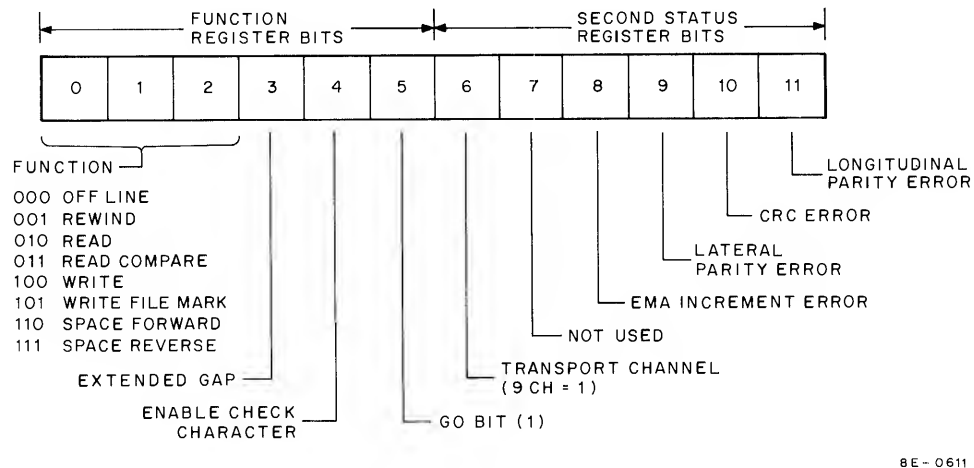 FUNCTION
REGISTER BITS
SECOND STATUS
REGISTER BITS
0 1 2 3 4 5 6 7 8 9 10 11
FUNCTION
000 OFF LINE
001 REWIND
010 READ
011 READ COMPARE
100 WRITE
101 WRITE FILE MARK
110 SPACE FORWARD
111 SPACE REVERSE
EXTENDED GAP
ENABLE CHECK
CHARACTER
GO BIT (1)
TRANSPORT CHANNEL
(9 CH = 1)
NOT USED
EMA INCREMENT ERROR
LATERAL
PARITY ERROR
CRC ERROR
LONGITUDINAL
PARITY ERROR
8E-0611